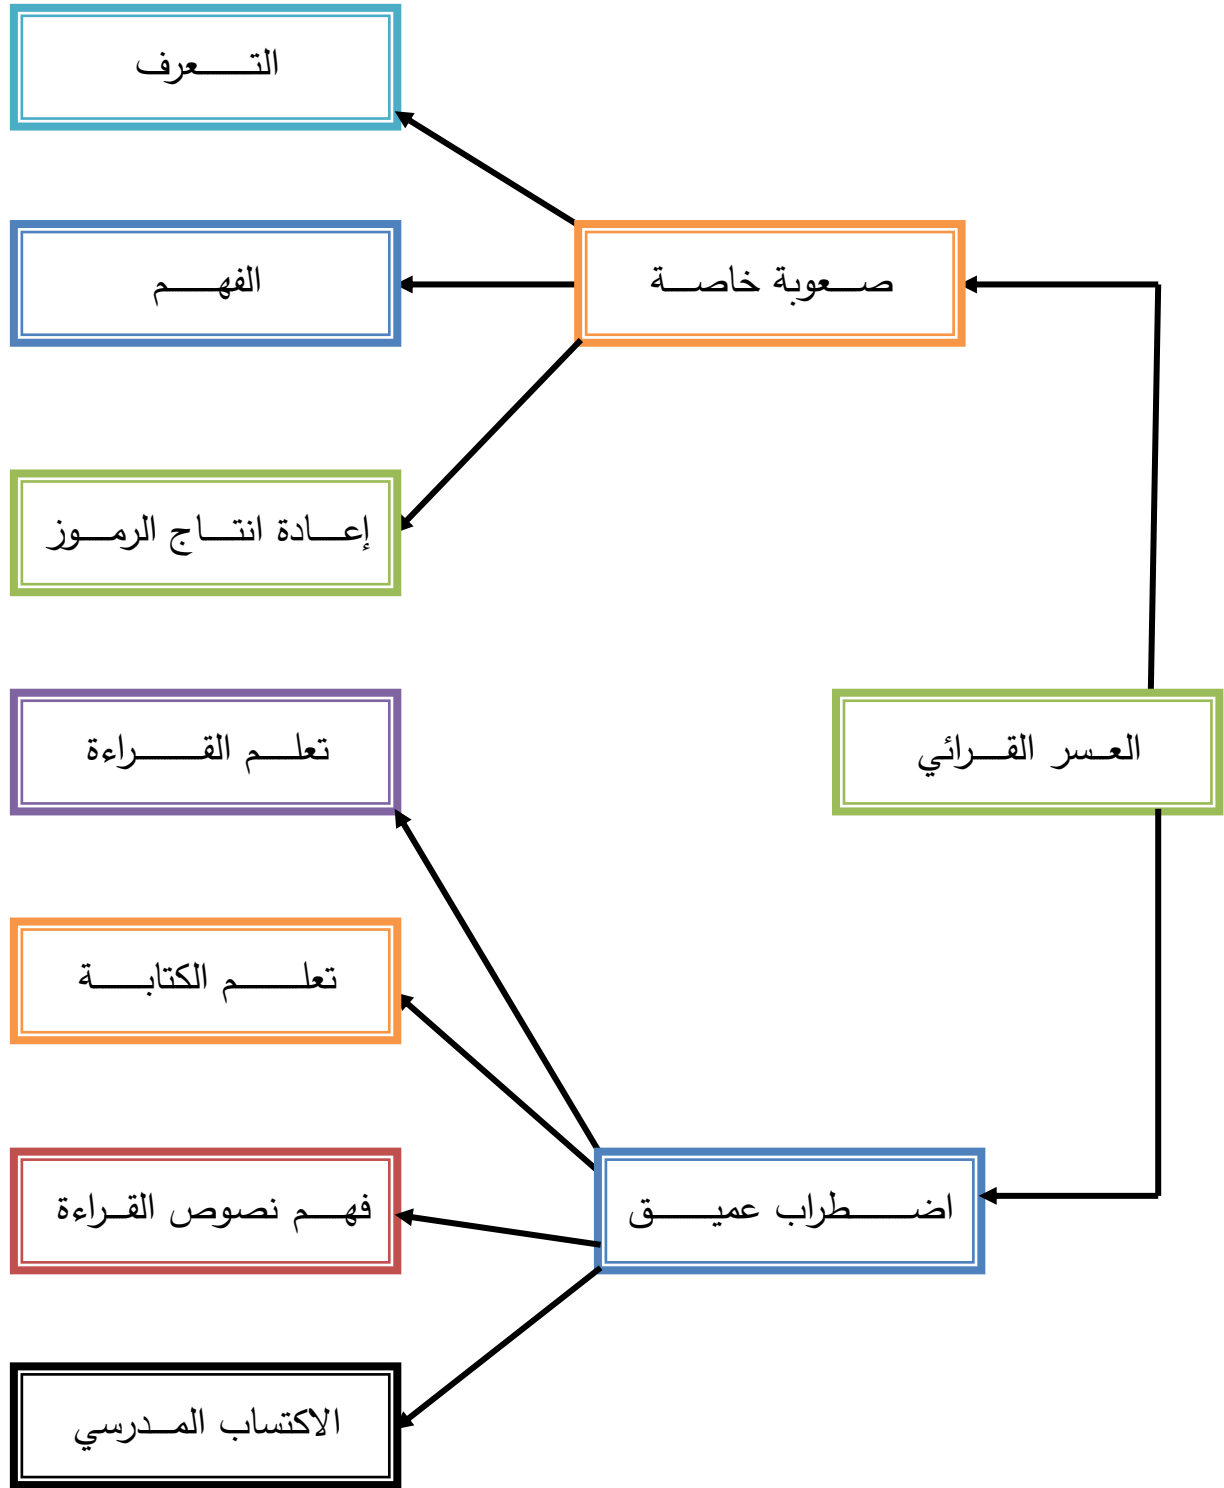 التعرف
صعوبة خاصة
الفهم
إعادة انتاج الرموز
العسر القرائي
تعلم القراءة
تعلم الكتابة
اضطراب عميق
فهم نصوص القراءة
الاكتساب المدرسي